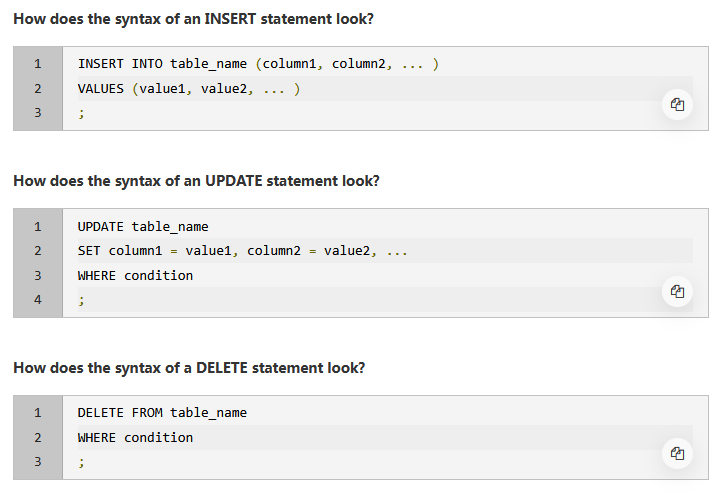 How does the syntax of an INSERT statement look?
1 INSERT INTO table_name (column1, column2, ... )
2 VALUES (value1, value2, ... )
3 ;
How does the syntax of an UPDATE statement look?
1 UPDATE table_name
2 SET column1 = value1, column2 = value2, ...
3 WHERE condition
4 ;
How does the syntax of a DELETE statement look?
1 DELETE FROM table_name
2 WHERE condition
3 ;